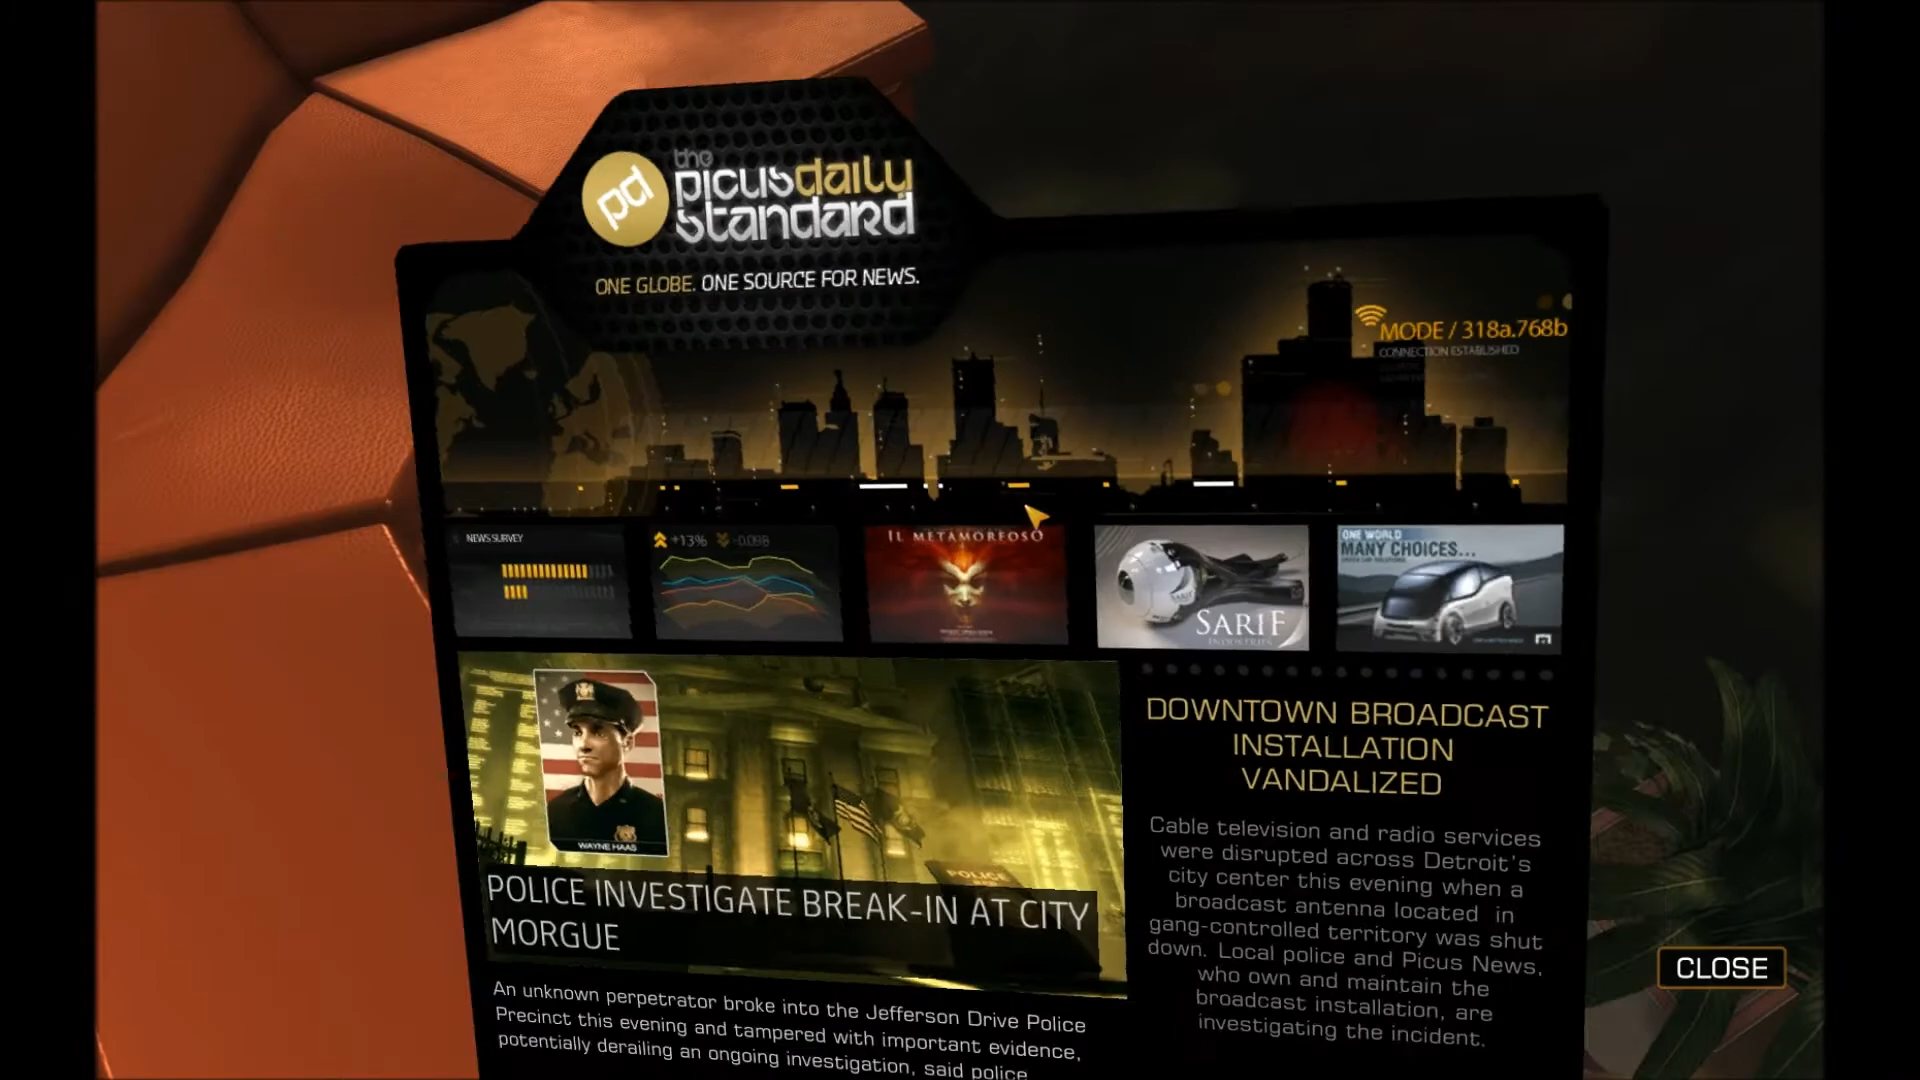 pd
the
picusdaily
standard
ONE GLOBE. ONE SOURCE FOR NEWS.
MODE / 318a.768b
CONNECTION ESTABLISHED
NEWS SURVEY
+13% -0.09B
IL METAMORFOSO
SARIF
INDUSTRIES
ONE WORLD
MANY CHOICES...
WAYNE HAAS
POLICE
POLICE INVESTIGATE BREAK-IN AT CITY
MORGUE
An unknown perpetrator broke into the Jefferson Drive Police
Precinct this evening and tampered with important evidence,
potentially derailing an ongoing investigation, said police
DOWNTOWN BROADCAST
INSTALLATION
VANDALIZED
Cable television and radio services
were disrupted across Detroit's
city center this evening when a
broadcast antenna located in
gang-controlled territory was shut
down. Local police and Picus News,
who own and maintain the
broadcast installation, are
investigating the incident.
CLOSE